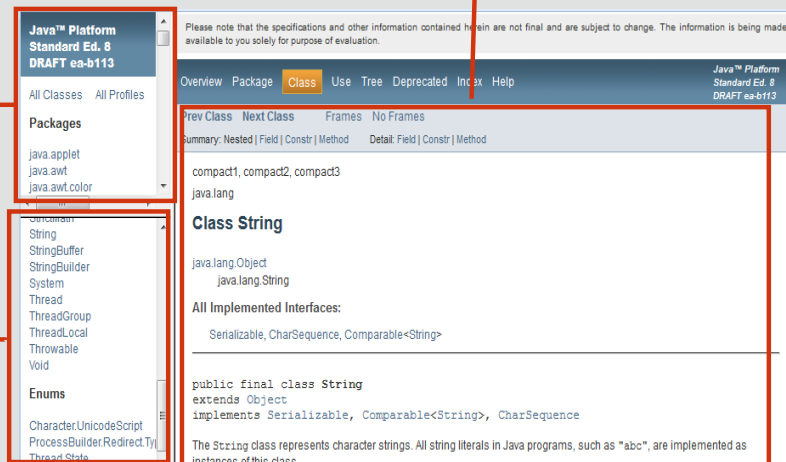 Java™ Platform
Standard Ed. 8
DRAFT ea-b113
All Classes All Profiles
Packages
java.applet
java.awt
java.awt.color
StrictMath
String
StringBuffer
StringBuilder
System
Thread
ThreadGroup
ThreadLocal
Throwable
Void
Enums
Character.UnicodeScript
ProcessBuilder.Redirect.Ty
Thread.State
Please note that the specifications and other information contained herein are not final and are subject to change. The information is being made
available to you solely for purpose of evaluation.
Overview Package Class Use Tree Deprecated Index Help
Java™ Platform
Standard Ed. 8
DRAFT ea-b113
Prev Class Next Class Frames No Frames
Summary: Nested | Field | Constr | Method Detail: Field | Constr | Method
compact1, compact2, compact3
java.lang
Class String
java.lang.Object
java.lang.String
All Implemented Interfaces:
Serializable, CharSequence, Comparable<String>
public final class String
extends Object
implements Serializable, Comparable<String>, CharSequence
The String class represents character strings. All string literals in Java programs, such as "abc", are implemented as
instances of this class